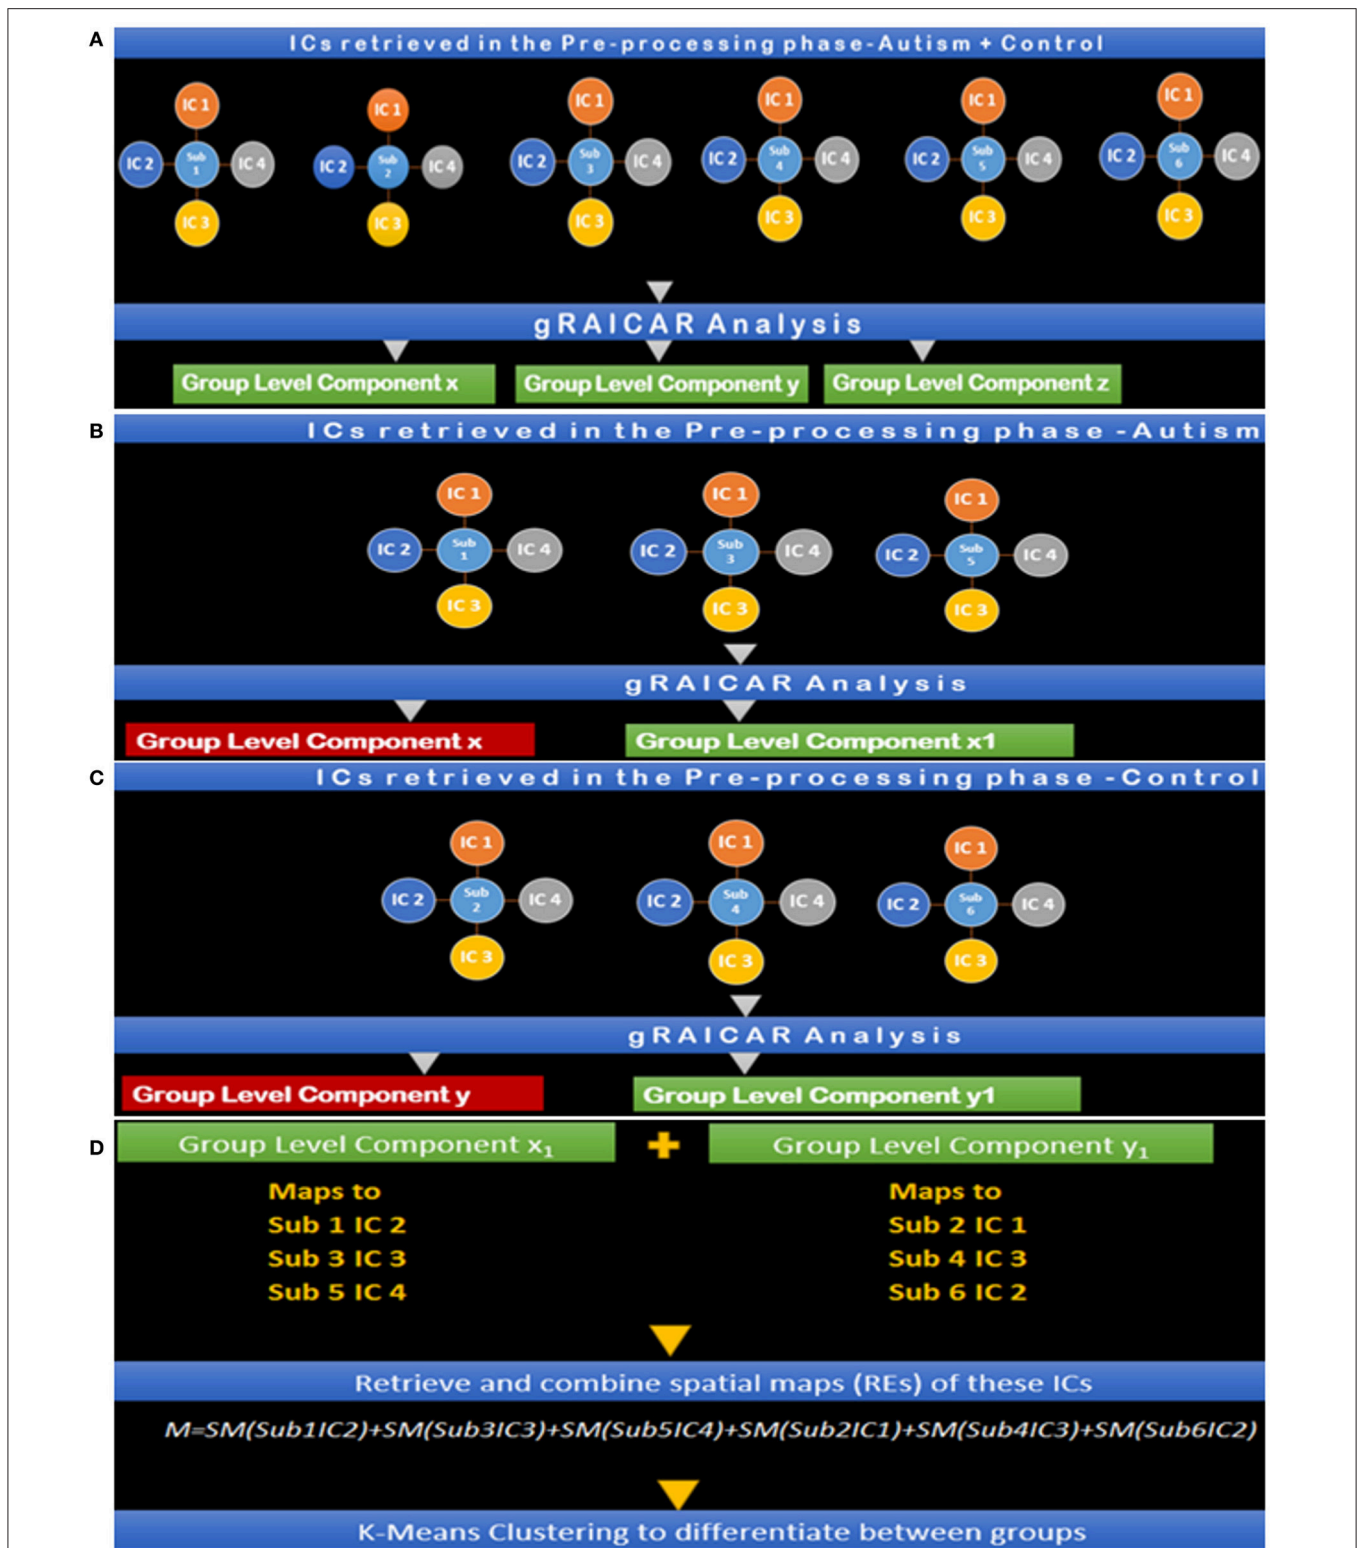 A
ICs retrieved in the Pre-processing phase-Autism + Control
IC 1 IC 1 IC 1 IC 1 IC 1 IC 1
IC 2 Sub 1 IC 4 IC 2 Sub 2 IC 4 IC 2 Sub 3 IC 4 IC 2 Sub 4 IC 4 IC 2 Sub 5 IC 4 IC 2 Sub 6 IC 4
IC 3 IC 3 IC 3 IC 3 IC 3 IC 3
gRAICAR Analysis
Group Level Component x Group Level Component y Group Level Component z
B
ICs retrieved in the Pre-processing phase -Autism
IC 1 IC 1 IC 1
IC 2 Sub 1 IC 4 IC 2 Sub 3 IC 4 IC 2 Sub 5 IC 4
IC 3 IC 3 IC 3
gRAICAR Analysis
Group Level Component x Group Level Component x1
C
ICs retrieved in the Pre-processing phase -Control
IC 1 IC 1 IC 1
IC 2 Sub 2 IC 4 IC 2 Sub 4 IC 4 IC 2 Sub 6 IC 4
IC 3 IC 3 IC 3
gRAICAR Analysis
Group Level Component y Group Level Component y1
D
Group Level Component x₁ + Group Level Component y₁
Maps to Maps to
Sub 1 IC 2 Sub 2 IC 1
Sub 3 IC 3 Sub 4 IC 3
Sub 5 IC 4 Sub 6 IC 2
Retrieve and combine spatial maps (REs) of these ICs
M=SM(Sub1IC2)+SM(Sub3IC3)+SM(Sub5IC4)+SM(Sub2IC1)+SM(Sub4IC3)+SM(Sub6IC2)
K-Means Clustering to differentiate between groups